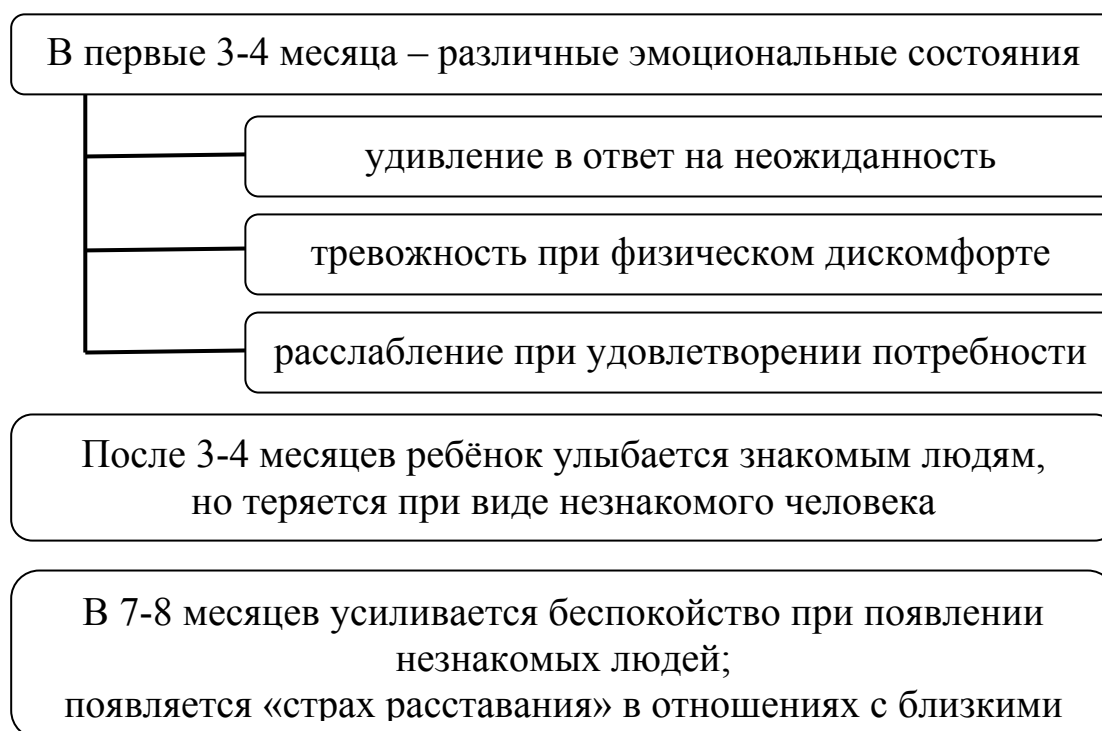 В первые 3-4 месяца – различные эмоциональные состояния
удивление в ответ на неожиданность
тревожность при физическом дискомфорте
расслабление при удовлетворении потребности
После 3-4 месяцев ребёнок улыбается знакомым людям,
но теряется при виде незнакомого человека
В 7-8 месяцев усиливается беспокойство при появлении
незнакомых людей;
появляется «страх расставания» в отношениях с близкими